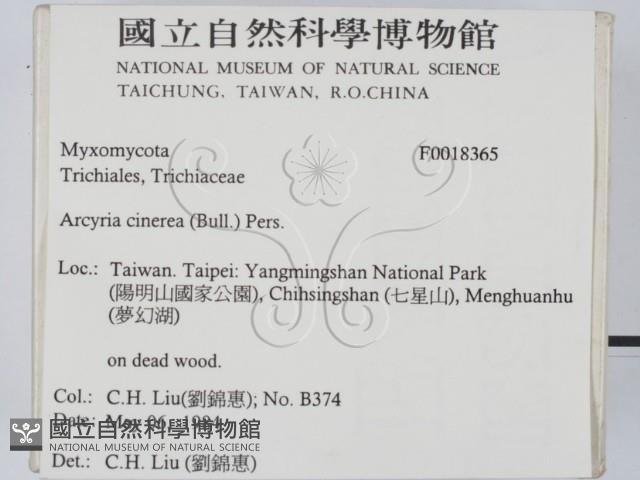 國立自然科學博物館
NATIONAL MUSEUM OF NATURAL SCIENCE
TAICHUNG, TAIWAN, R.O.CHINA
Myxomycota F0018365
Trichiales, Trichiaceae
Arcyria cinerea (Bull.) Pers.
Loc.: Taiwan. Taipei: Yangmingshan National Park
(陽明山國家公園), Chihsingshan (七星山), Menghuanhu
(夢幻湖)
on dead wood.
Col.: C.H. Liu(劉錦惠); No. B374
Date: 06, 1994
國立自然科學博物館
NATIONAL MUSEUM OF NATURAL SCIENCE
Det.: C.H. Liu (劉錦惠)